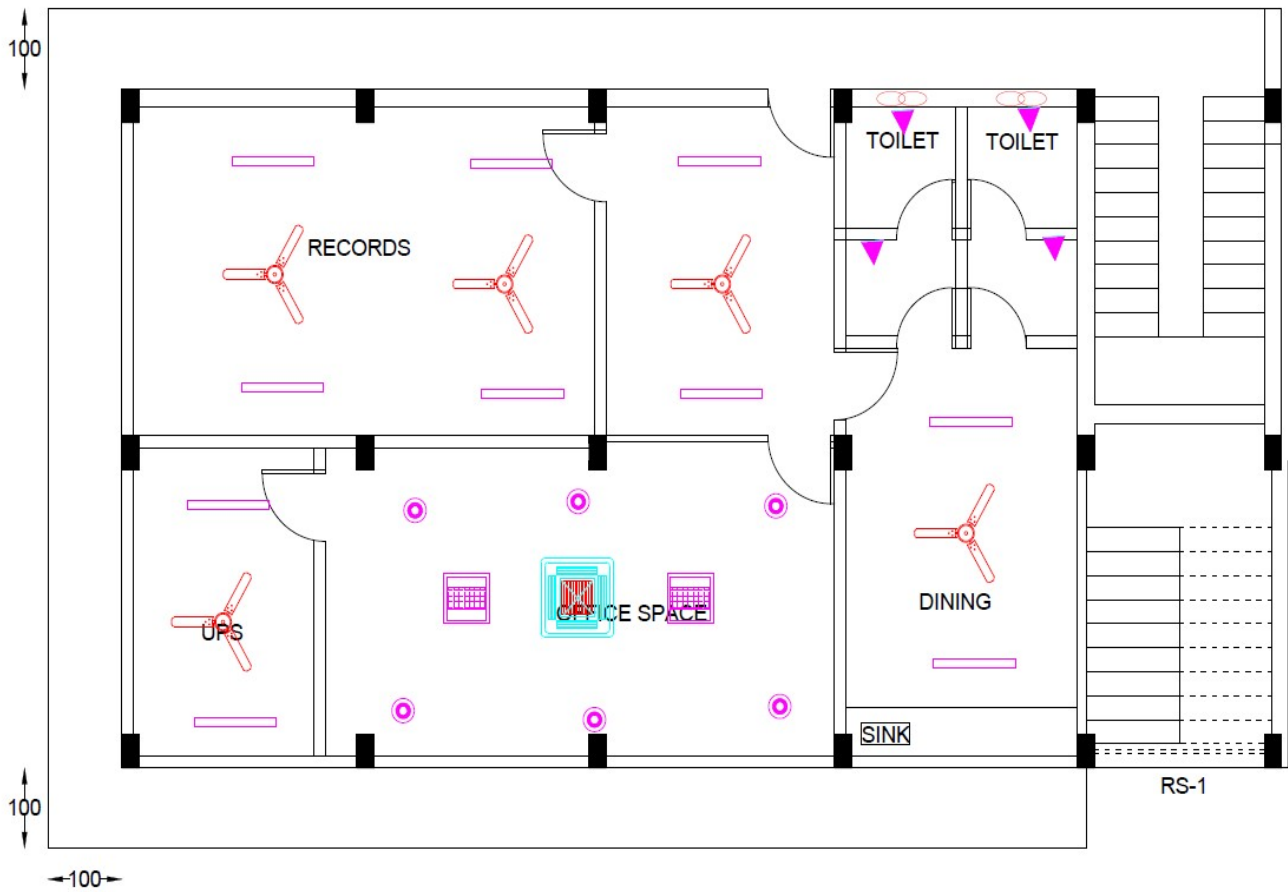 100
TOILET
TOILET
RECORDS
DINING
OFFICE SPACE
UPS
SINK
RS-1
100
100